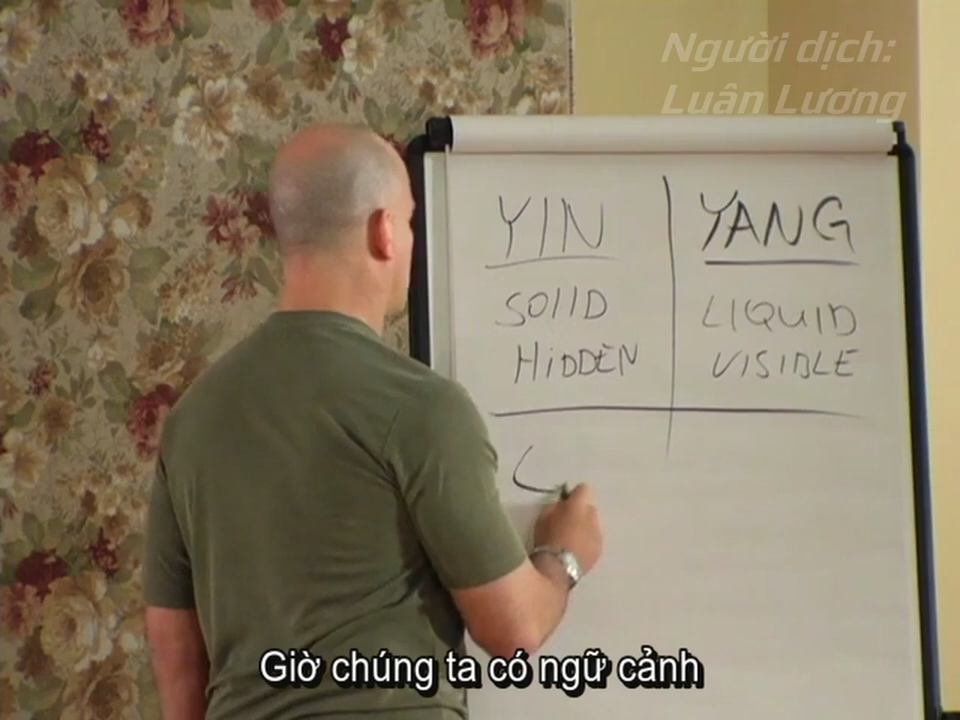 Người dịch:
Luân Lương
YIN YANG
SOlID LIQUID
HiDDEN VISIBLE
C
Giờ chúng ta có ngữ cảnh